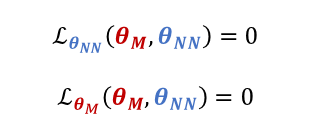 ℒ_{θ_{NN}}(θ_M, θ_{NN}) = 0
ℒ_{θ_M}(θ_M, θ_{NN}) = 0